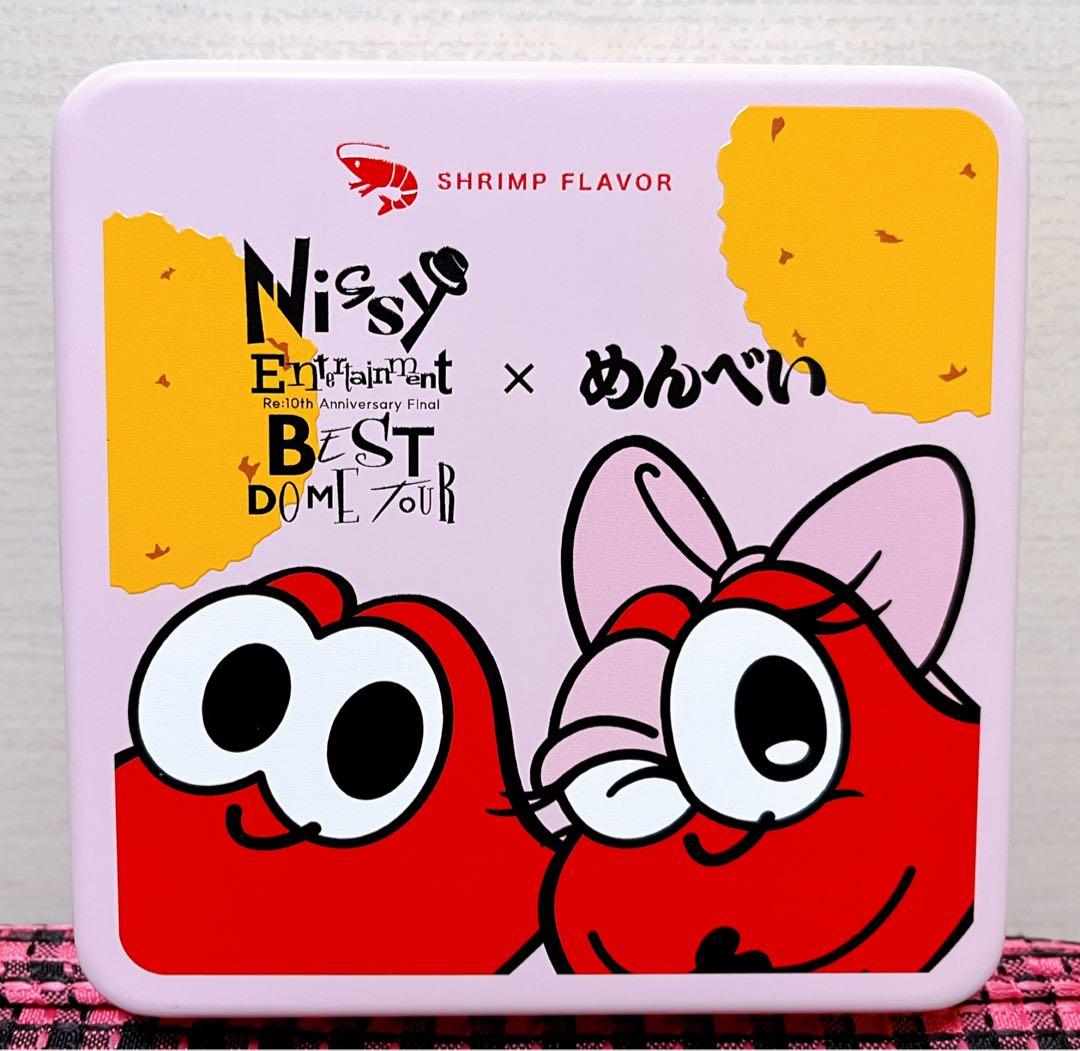 SHRIMP FLAVOR
Nissy
Entertainment
Re:10th Anniversary Final
BEST
DOME TOUR
×
めんべい